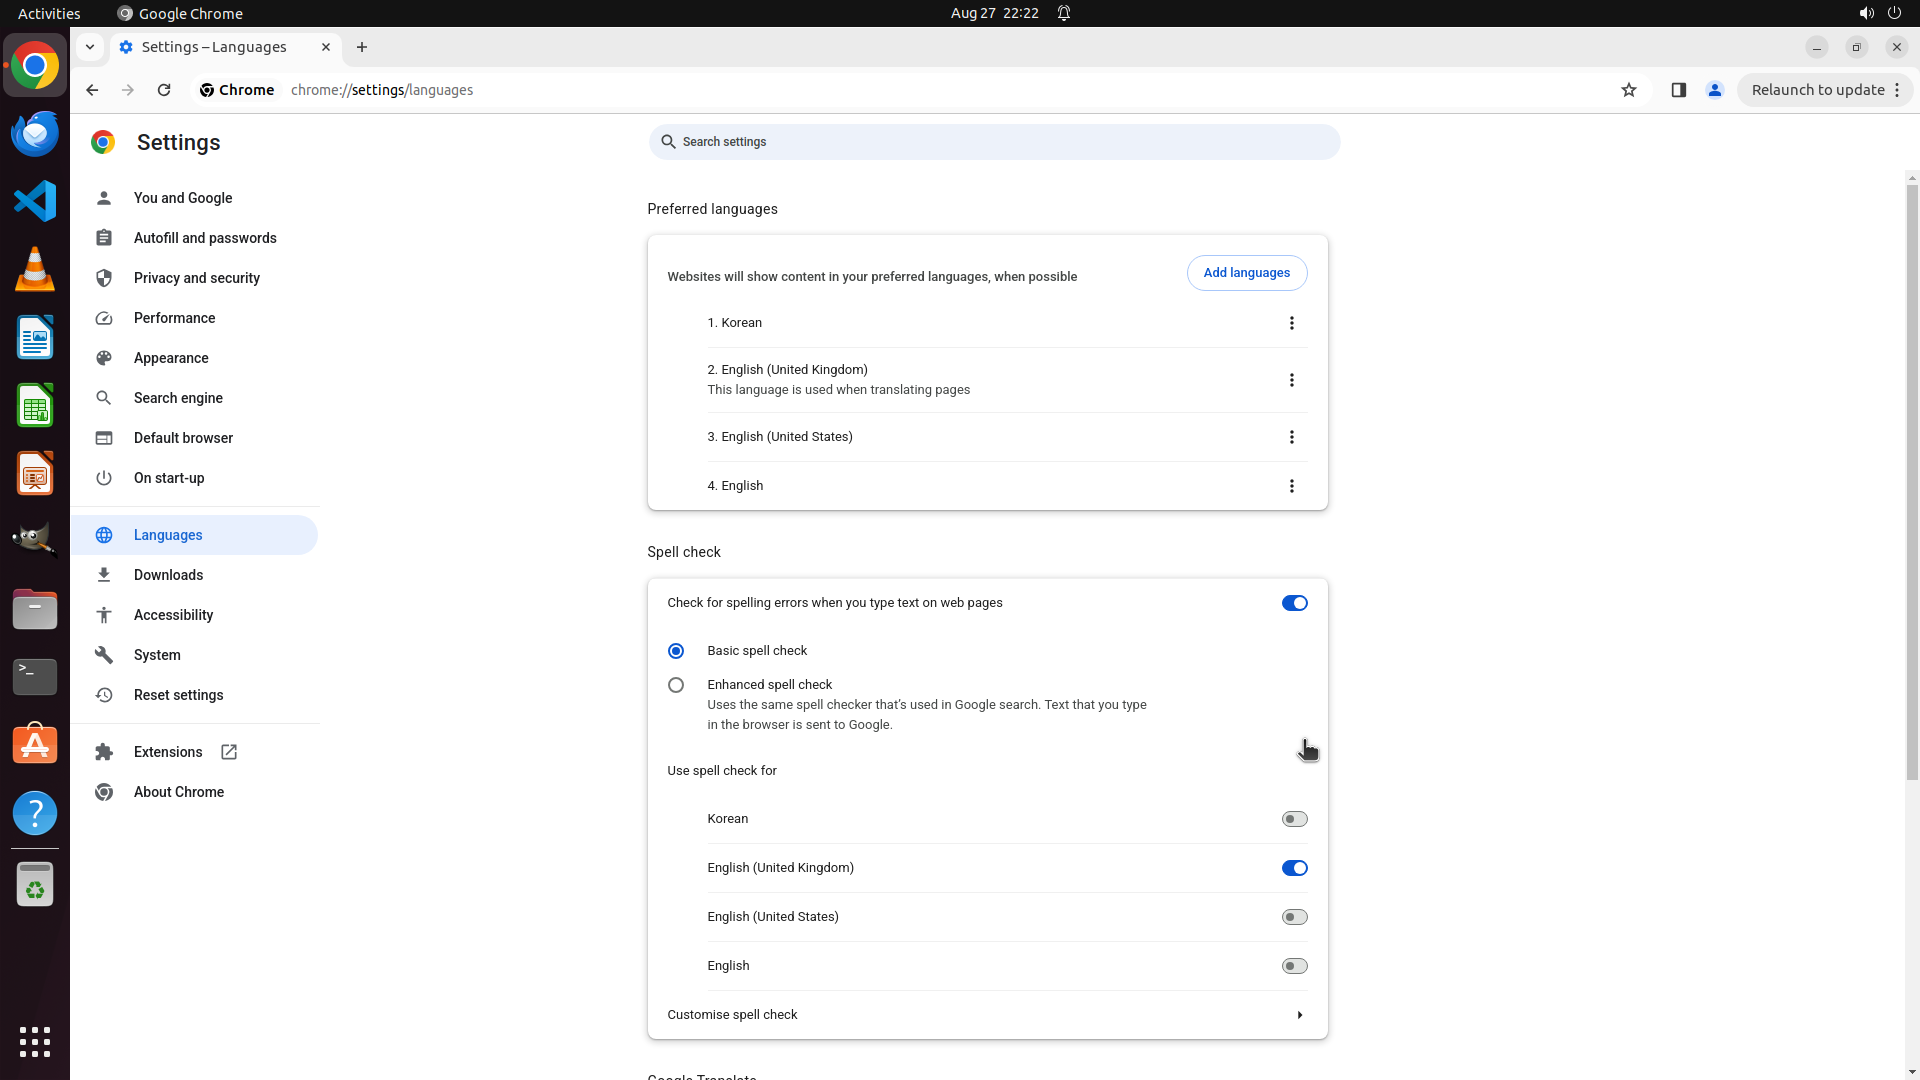 Activities
Google Chrome
Aug 27 22:22
Settings – Languages
Chrome
chrome://settings/languages
Relaunch to update
Settings
Search settings
You and Google
Autofill and passwords
Privacy and security
Performance
Appearance
Search engine
Default browser
On start-up
Languages
Downloads
Accessibility
System
Reset settings
Extensions
About Chrome
Preferred languages
Websites will show content in your preferred languages, when possible
Add languages
1. Korean
2. English (United Kingdom)
This language is used when translating pages
3. English (United States)
4. English
Spell check
Check for spelling errors when you type text on web pages
Basic spell check
Enhanced spell check
Uses the same spell checker that's used in Google search. Text that you type
in the browser is sent to Google.
Use spell check for
Korean
English (United Kingdom)
English (United States)
English
Customise spell check
Google Translate